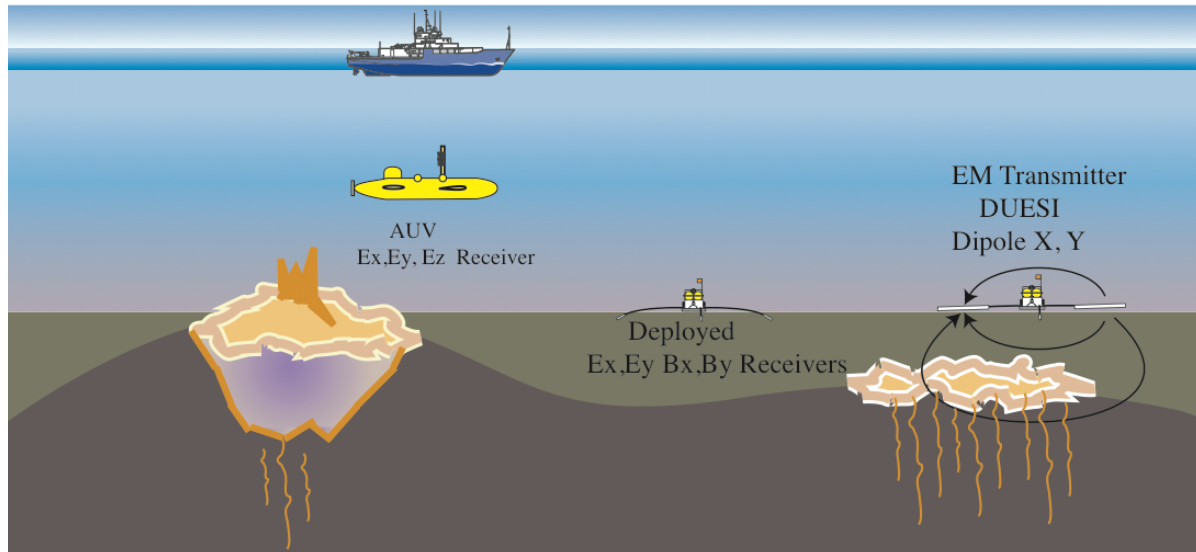 AUV
Ex,Ey, Ez Receiver
Deployed
Ex,Ey Bx,By Receivers
EM Transmitter
DUESI
Dipole X, Y